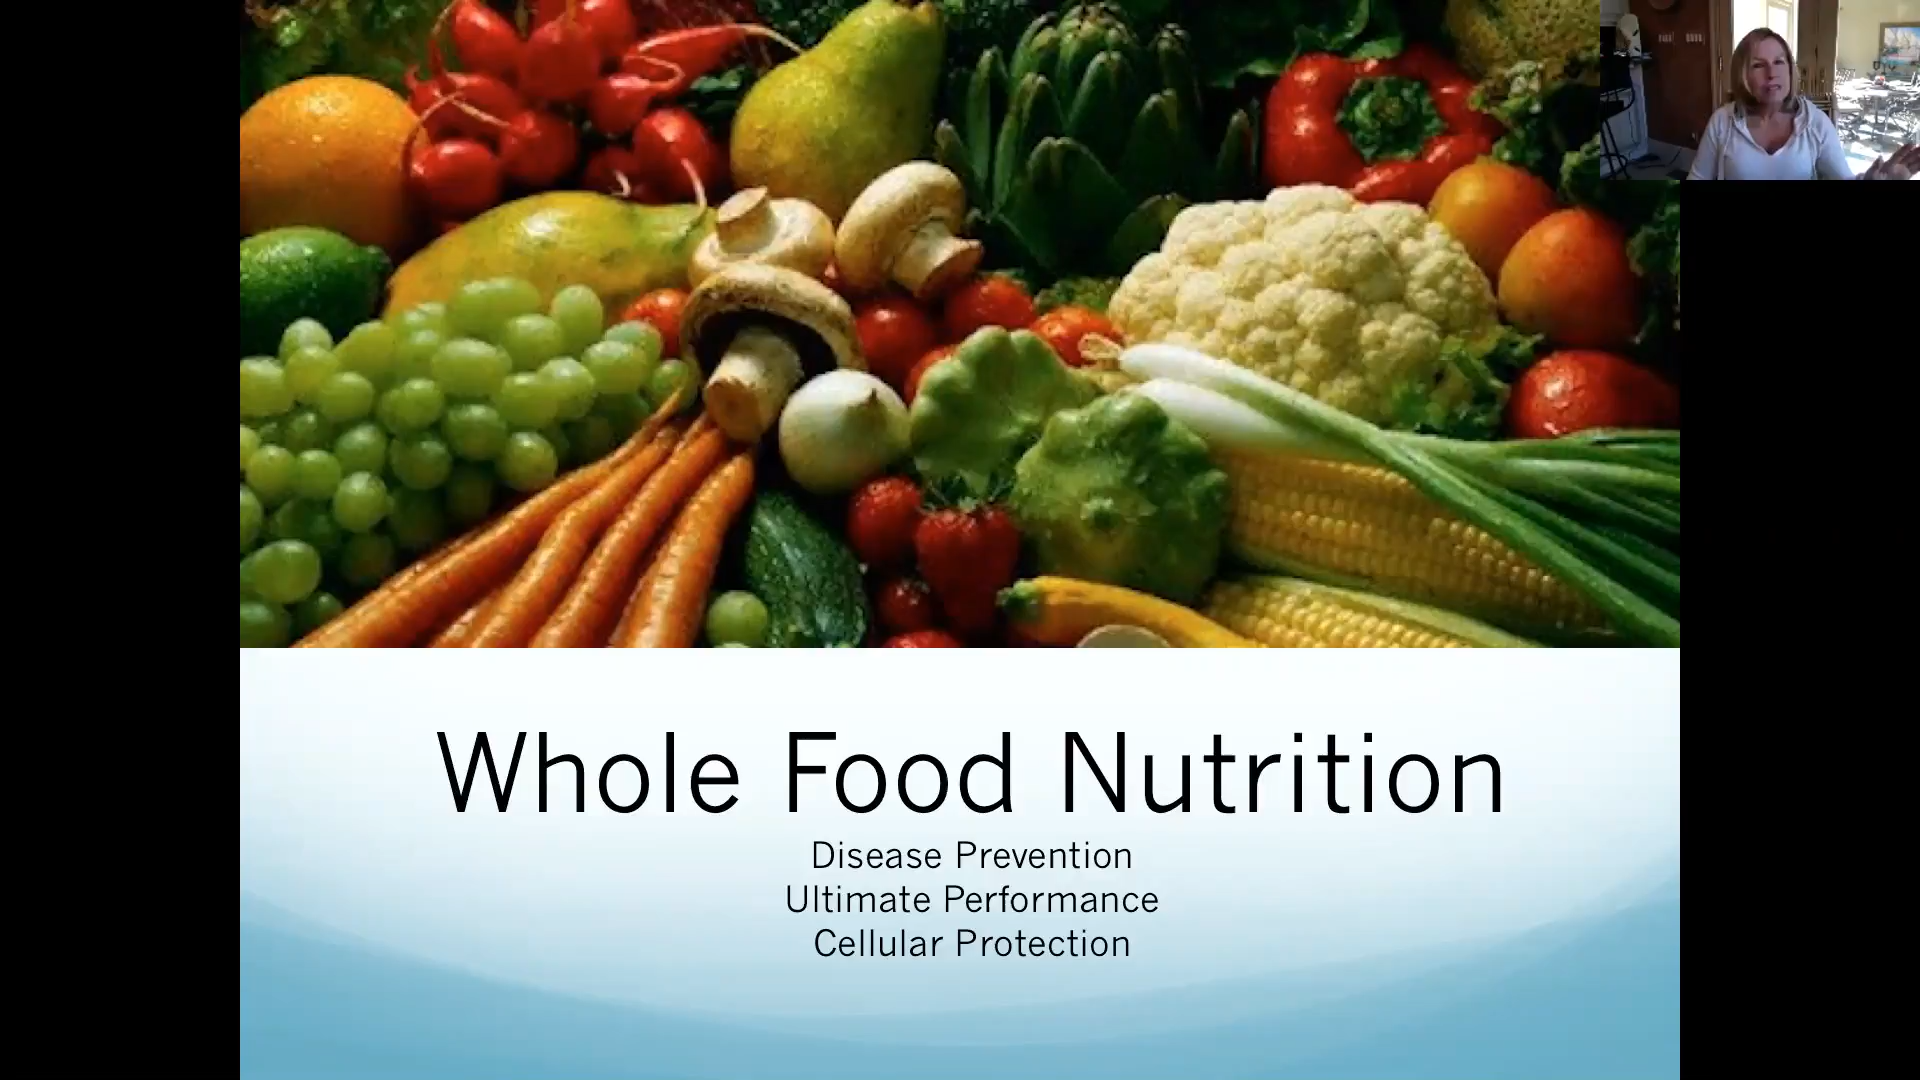 Whole Food Nutrition
Disease Prevention
Ultimate Performance
Cellular Protection